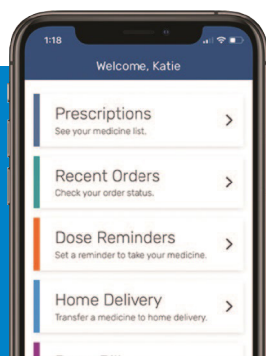 1:18
Welcome, Katie
Prescriptions
See your medicine list.
Recent Orders
Check your order status.
Dose Reminders
Set a reminder to take your medicine.
Home Delivery
Transfer a medicine to home delivery.